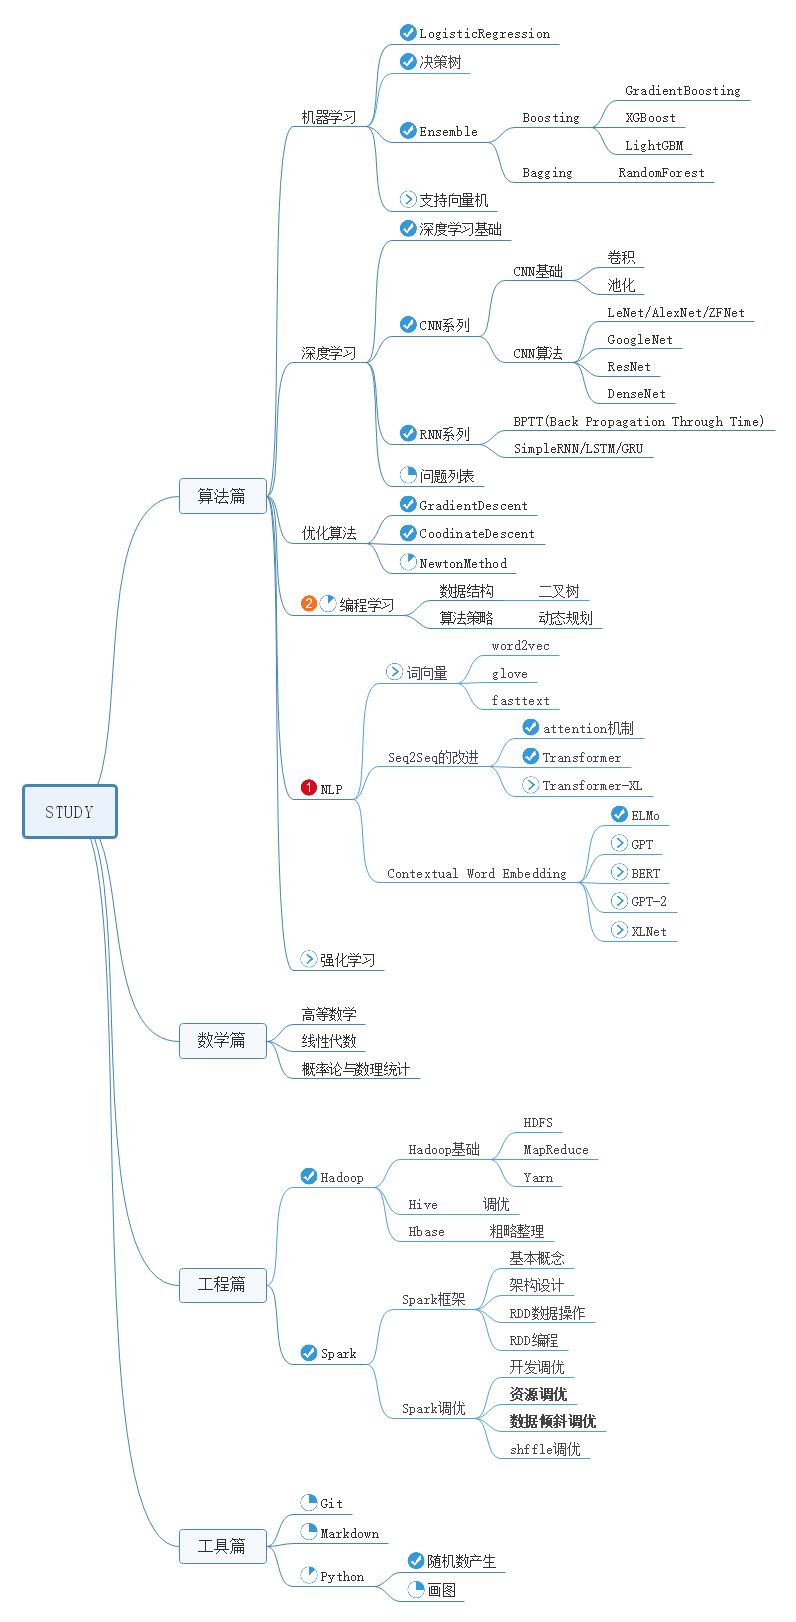 STUDY
算法篇
机器学习
LogisticRegression
决策树
Ensemble
Boosting
GradientBoosting
XGBoost
LightGBM
Bagging
RandomForest
支持向量机
深度学习
深度学习基础
CNN系列
CNN基础
卷积
池化
CNN算法
LeNet/AlexNet/ZFNet
GoogleNet
ResNet
DenseNet
RNN系列
BPTT(Back Propagation Through Time)
SimpleRNN/LSTM/GRU
问题列表
优化算法
GradientDescent
CoodinateDescent
NewtonMethod
2 编程学习
数据结构
二叉树
算法策略
动态规划
1 NLP
词向量
word2vec
glove
fasttext
Seq2Seq的改进
attention机制
Transformer
Transformer-XL
Contextual Word Embedding
ELMo
GPT
BERT
GPT-2
XLNet
强化学习
数学篇
高等数学
线性代数
概率论与数理统计
工程篇
Hadoop
Hadoop基础
HDFS
MapReduce
Yarn
Hive
调优
Hbase
粗略整理
Spark
Spark框架
基本概念
架构设计
RDD数据操作
RDD编程
Spark调优
开发调优
资源调优
数据倾斜调优
shffle调优
工具篇
Git
Markdown
Python
随机数产生
画图